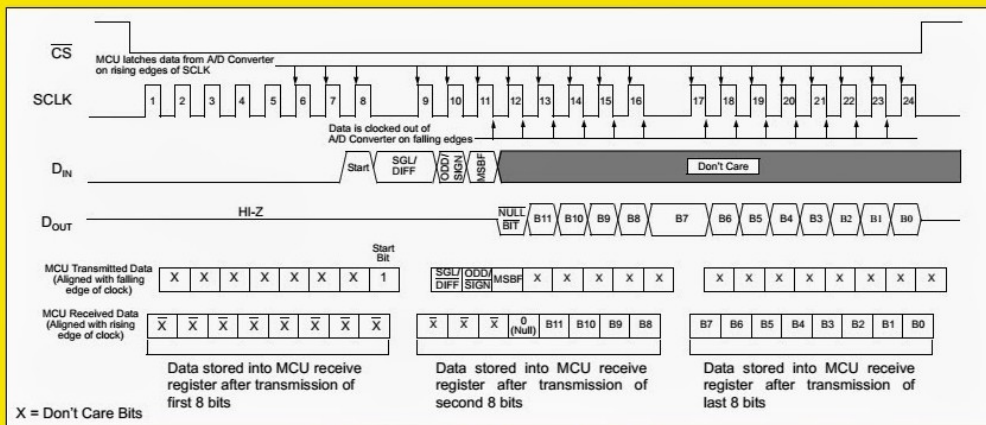 CS
MCU latches data from A/D Converter
on rising edges of SCLK
SCLK
1 2 3 4 5 6 7 8 9 10 11 12 13 14 15 16 17 18 19 20 21 22 23 24
Data is clocked out of
A/D Converter on falling edges
DIN
Start
SGL/
DIFF
ODD/
SIGN
MSBF
Don't Care
HI-Z
DOUT
NULL
BIT
B11 B10 B9 B8 B7 B6 B5 B4 B3 B2 B1 B0
Start
Bit
MCU Transmitted Data
(Aligned with falling
edge of clock)
X X X X X X X 1
SGL/
DIFF
ODD/
SIGN
MSBF X X X X X
X X X X X X X X
MCU Received Data
(Aligned with rising
edge of clock)
X X X X X X X X
X X X 0
(Null)
B11 B10 B9 B8
B7 B6 B5 B4 B3 B2 B1 B0
Data stored into MCU receive
register after transmission of
first 8 bits
Data stored into MCU receive
register after transmission of
second 8 bits
Data stored into MCU receive
register after transmission of
last 8 bits
X = Don't Care Bits